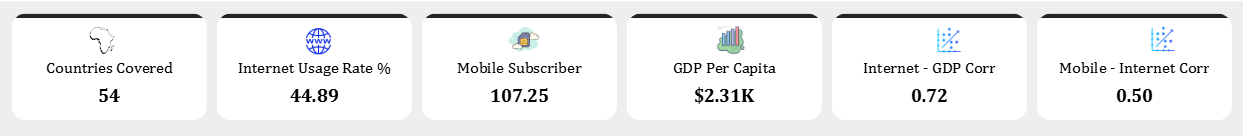 www
Countries Covered
Internet Usage Rate %
Mobile Subscriber
GDP Per Capita
Internet - GDP Corr
Mobile - Internet Corr
54
44.89
107.25
$2.31K
0.72
0.50